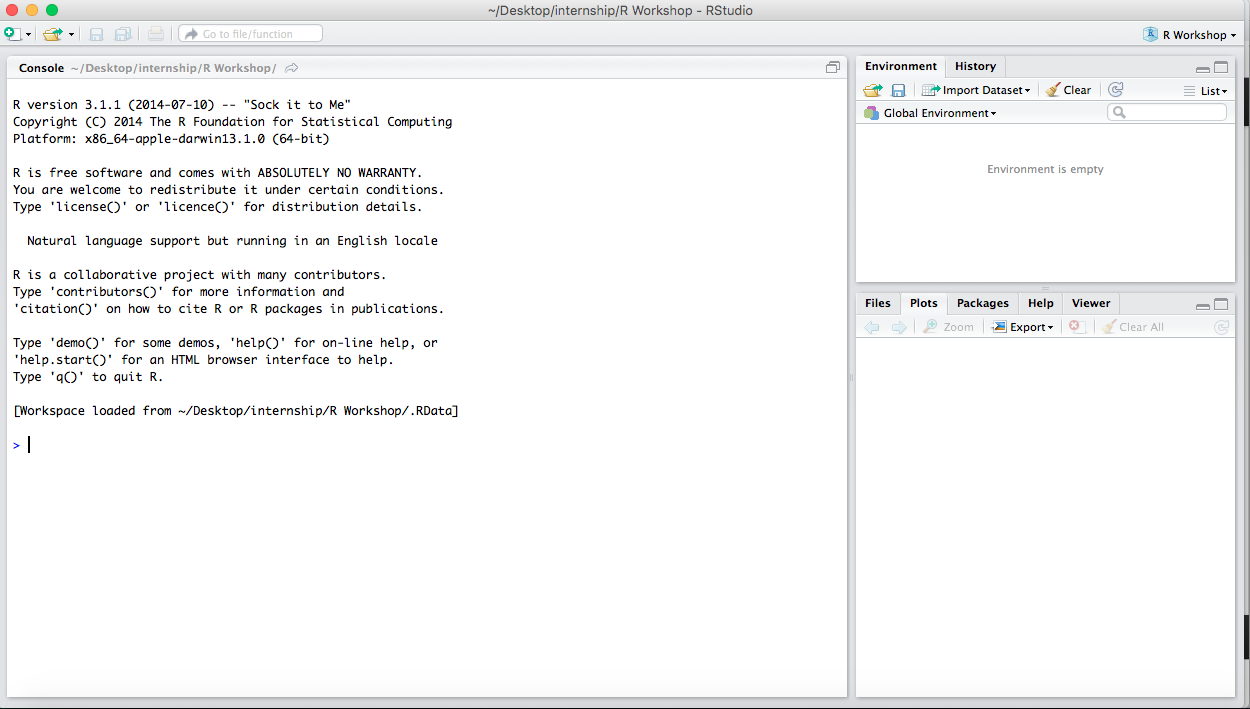 ~/Desktop/internship/R Workshop - RStudio
Go to file/function
R Workshop
Console ~/Desktop/internship/R Workshop/
R version 3.1.1 (2014-07-10) -- "Sock it to Me"
Copyright (C) 2014 The R Foundation for Statistical Computing
Platform: x86_64-apple-darwin13.1.0 (64-bit)
R is free software and comes with ABSOLUTELY NO WARRANTY.
You are welcome to redistribute it under certain conditions.
Type 'license()' or 'licence()' for distribution details.
Natural language support but running in an English locale
R is a collaborative project with many contributors.
Type 'contributors()' for more information and
'citation()' on how to cite R or R packages in publications.
Type 'demo()' for some demos, 'help()' for on-line help, or
'help.start()' for an HTML browser interface to help.
Type 'q()' to quit R.
[Workspace loaded from ~/Desktop/internship/R Workshop/.RData]
>
Environment History
Import Dataset Clear List
Global Environment
Environment is empty
Files Plots Packages Help Viewer
Zoom Export Clear All